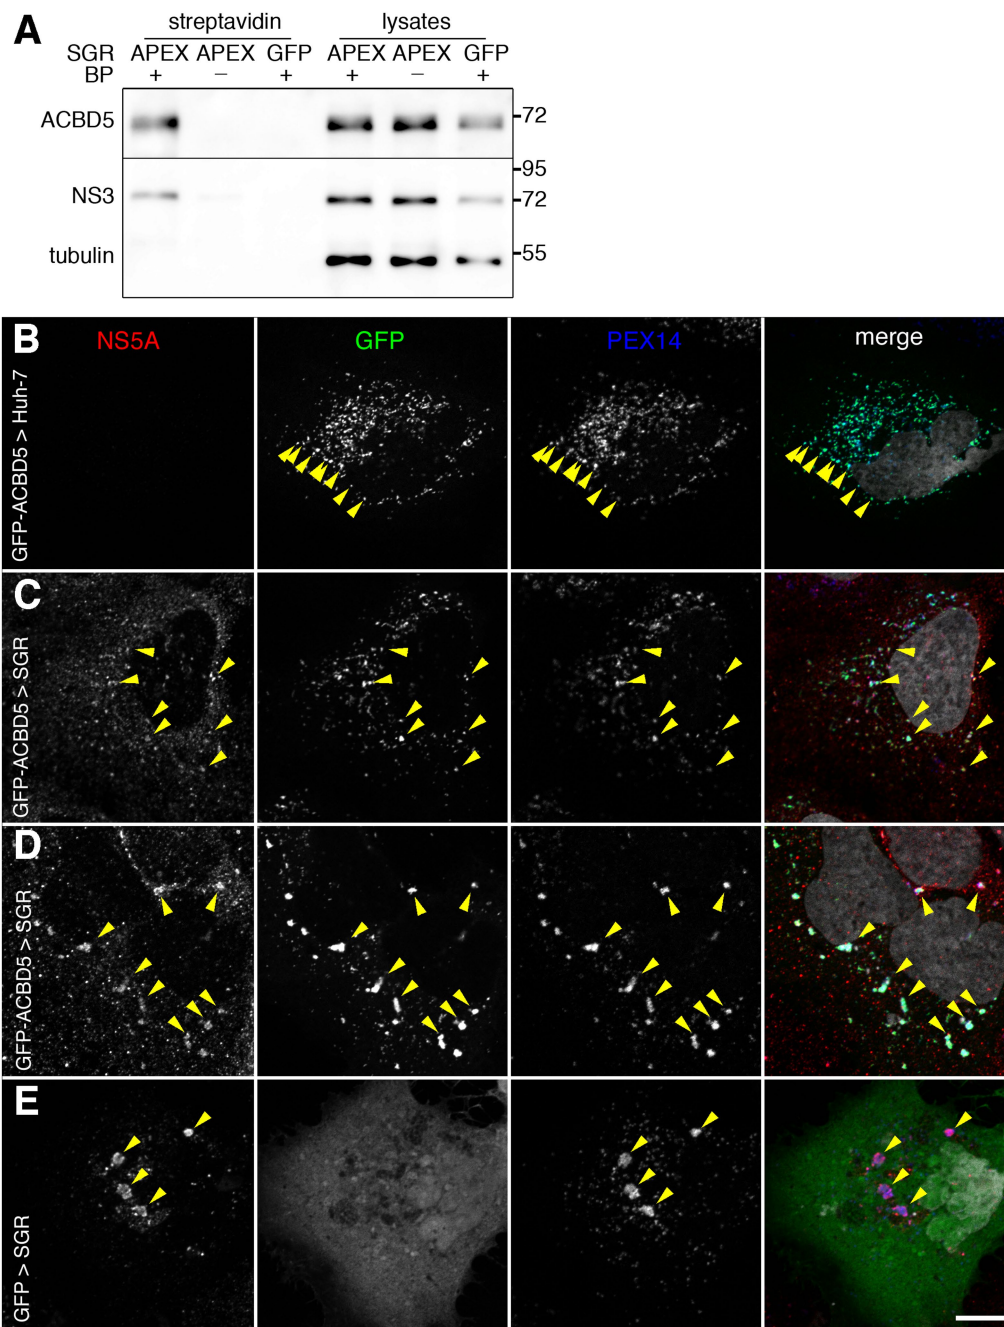 A
streptavidin lysates
SGR APEX APEX GFP APEX APEX GFP
BP + − + + − +
ACBD5 72
95
NS3 72
tubulin 55
B NS5A GFP PEX14 merge
GFP-ACBD5 > Huh-7
C
GFP-ACBD5 > SGR
D
GFP-ACBD5 > SGR
E
GFP > SGR